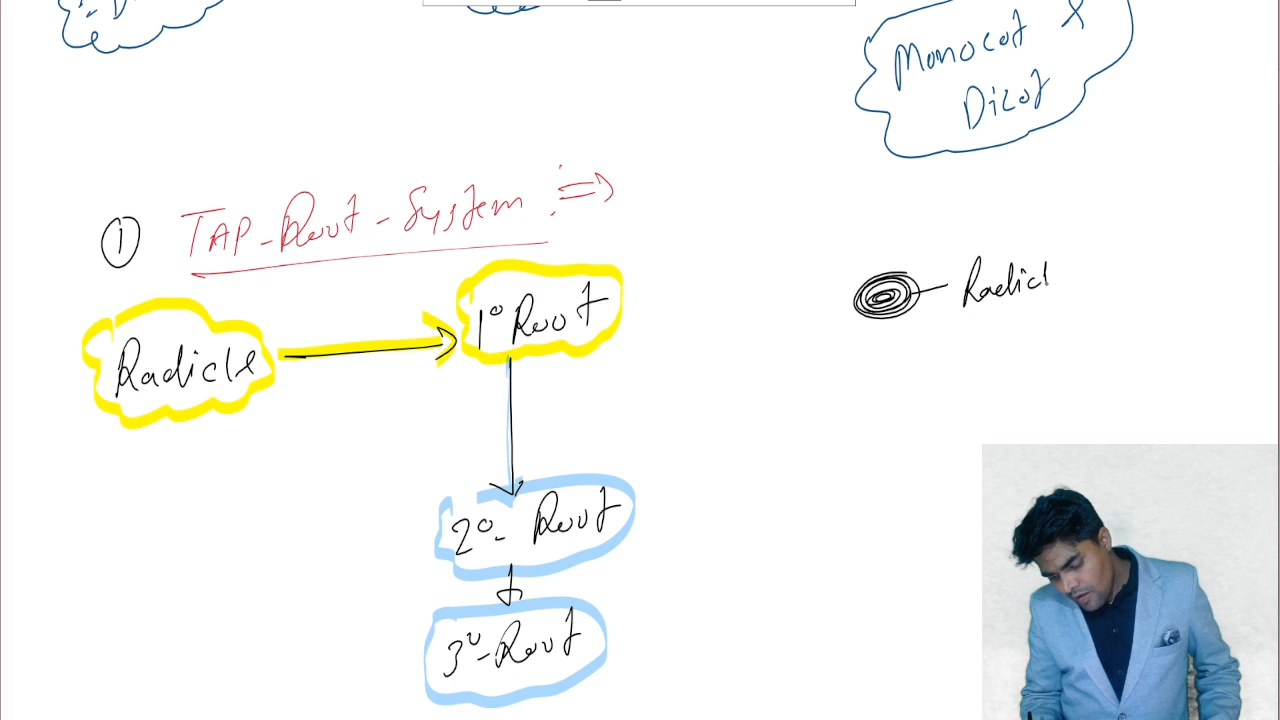 Monocot &
Dicot
① TAP-Root-System :⇒
Radicle → 1° Root
Radicl
2°- Root
3°-Root